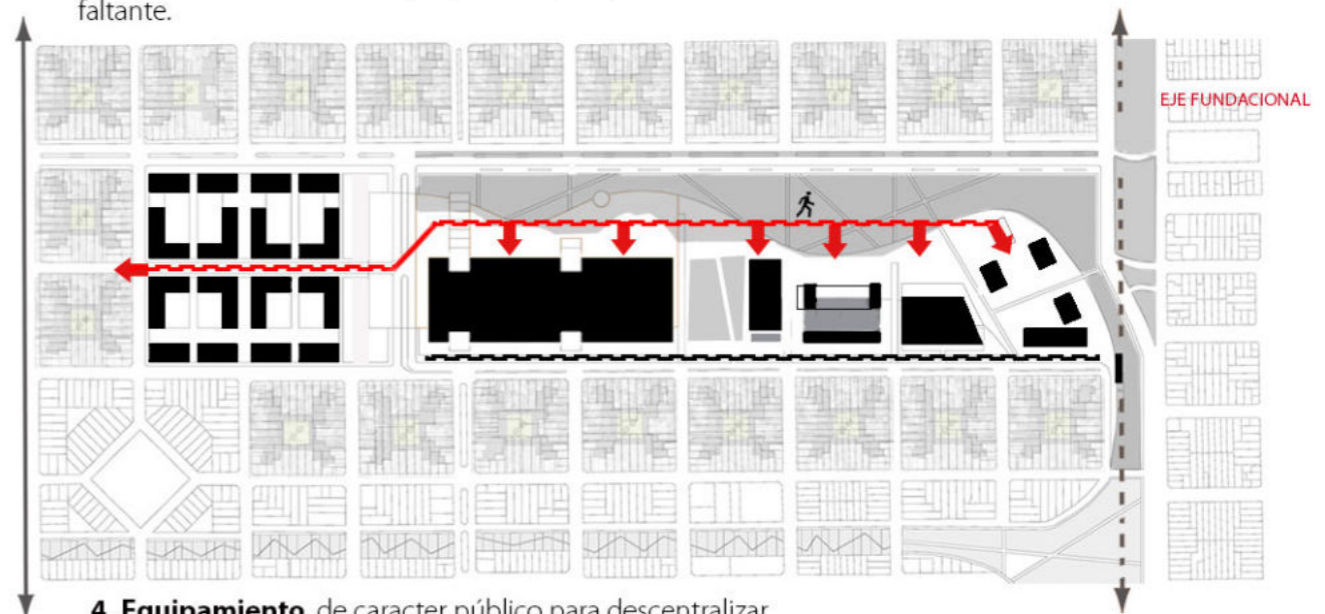 faltante.
EJE FUNDACIONAL
4. Equipamiento de caracter público para descentralizar